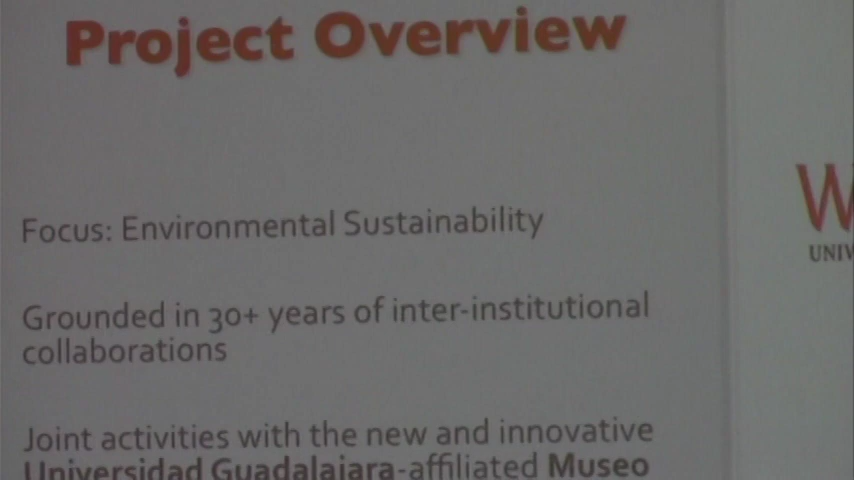 Project Overview
Focus: Environmental Sustainability
Grounded in 30+ years of inter-institutional
collaborations
Joint activities with the new and innovative
Universidad Guadalajara-affiliated Museo
W
UNIV